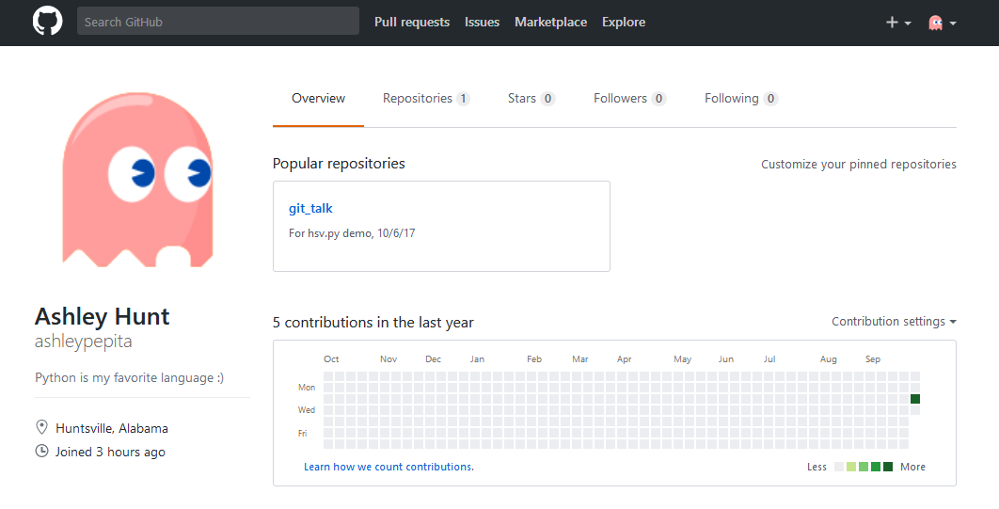 Search GitHub Pull requests Issues Marketplace Explore
Overview Repositories 1 Stars 0 Followers 0 Following 0
Popular repositories Customize your pinned repositories
git_talk
For hsv.py demo, 10/6/17
Ashley Hunt
ashleypepita
Python is my favorite language :)
Huntsville, Alabama
Joined 3 hours ago
5 contributions in the last year Contribution settings
Oct Nov Dec Jan Feb Mar Apr May Jun Jul Aug Sep
Mon
Wed
Fri
Learn how we count contributions. Less More